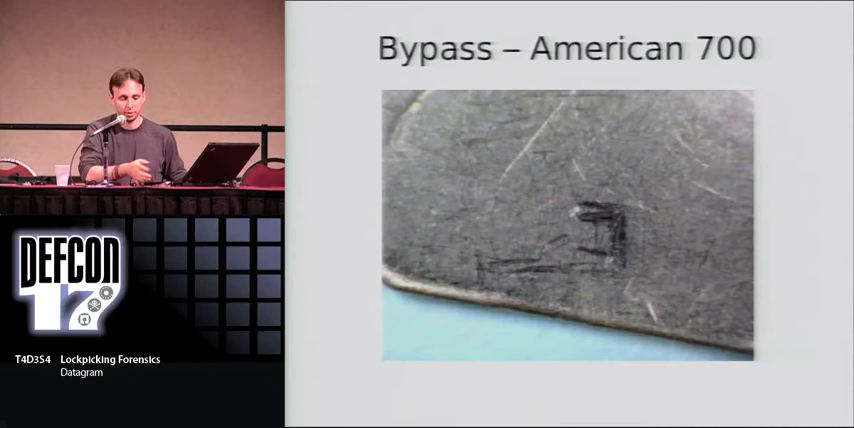 Bypass – American 700
DEFCON
17
T4D3S4 Lockpicking Forensics
Datagram